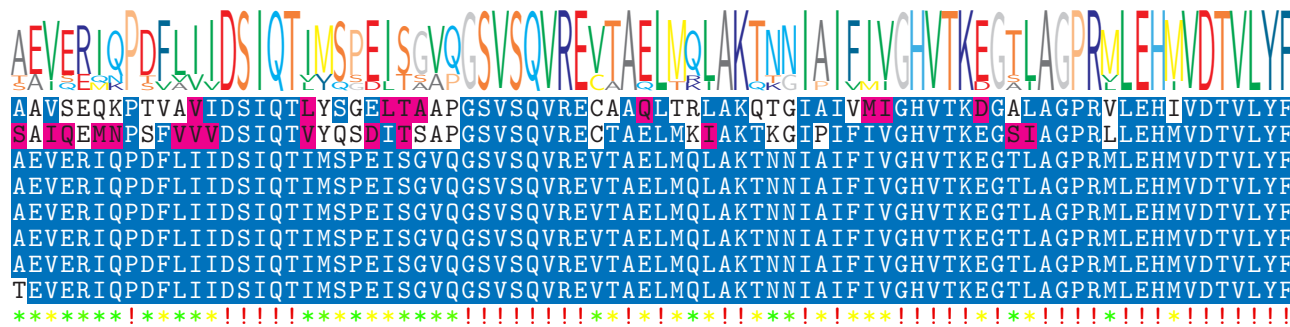 AEVERIQPDFLIIDSIQTIMSPEISGVQGSVSQVREVTAELMQLAKTNNIAIFIVGHVTKEGTLAGPRMLEHMVDTVLYF
AAVSEQKPTVAVIDSIQTLYSGELTAAPGSVSQVRECAAQLTRLAKQTGIAIVMIGHVTKDGALAGPRVLEHIVDTVLYF
SAIQEMNPSFVVVDSIQTVYQSDITSAPGSVSQVRECTAELMKIAKTKGIPIFIVGHVTKEGSIAGPRLLEHMVDTVLYF
AEVERIQPDFLIIDSIQTIMSPEISGVQGSVSQVREVTAELMQLAKTNNIAIFIVGHVTKEGTLAGPRMLEHMVDTVLYF
AEVERIQPDFLIIDSIQTIMSPEISGVQGSVSQVREVTAELMQLAKTNNIAIFIVGHVTKEGTLAGPRMLEHMVDTVLYF
AEVERIQPDFLIIDSIQTIMSPEISGVQGSVSQVREVTAELMQLAKTNNIAIFIVGHVTKEGTLAGPRMLEHMVDTVLYF
AEVERIQPDFLIIDSIQTIMSPEISGVQGSVSQVREVTAELMQLAKTNNIAIFIVGHVTKEGTLAGPRMLEHMVDTVLYF
AEVERIQPDFLIIDSIQTIMSPEISGVQGSVSQVREVTAELMQLAKTNNIAIFIVGHVTKEGTLAGPRMLEHMVDTVLYF
TEVERIQPDFLIIDSIQTIMSPEISGVQGSVSQVREVTAELMQLAKTNNIAIFIVGHVTKEGTLAGPRMLEHMVDTVLYF
*******!*****!!!!!**********!!!!!!!!**!*!***!!***!*!***!!!!!*!**!!!!*!!!*!!!!!!!